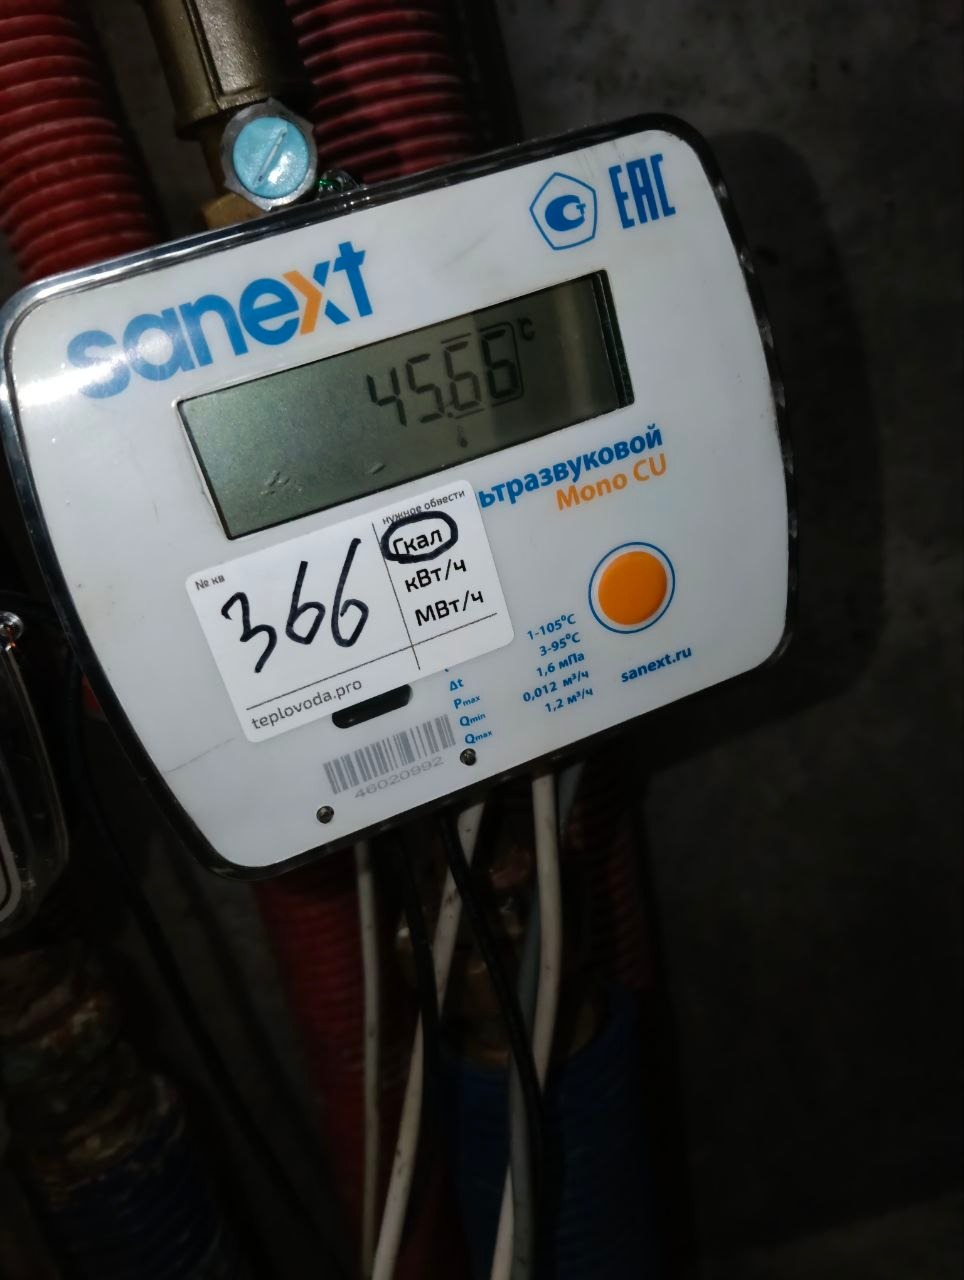 EAC
sanext
45.66 °C
ьтразвуковой
Mono CU
нужное обвести
№ кв
366
Гкал
кВт/ч
МВт/ч
teplovoda.pro
1-105°C
Δt 3-95°C
Pmax 1,6 мПа
Qmin 0,012 м³/ч
Qmax 1,2 м³/ч
sanext.ru
46020992